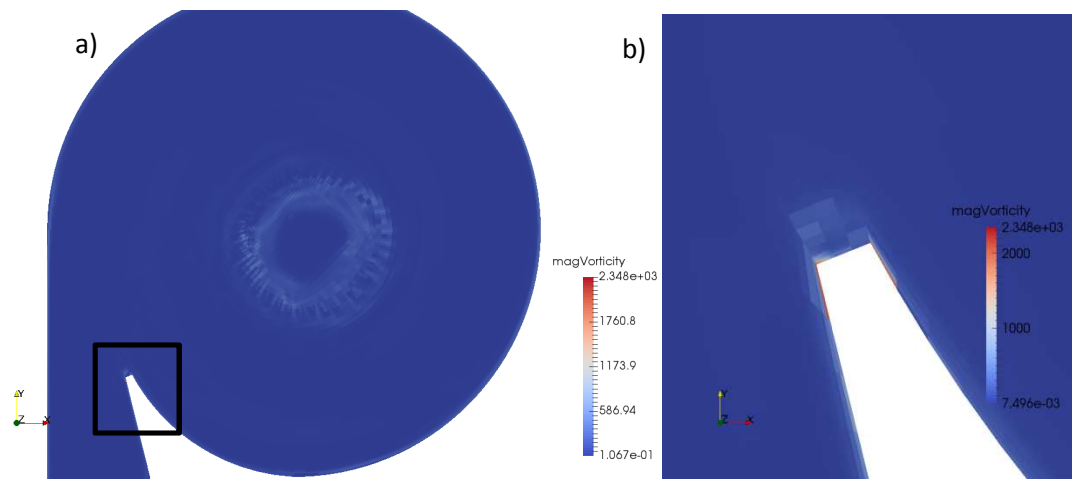 a)
magVorticity
2.348e+03
1760.8
1173.9
586.94
1.067e-01
Y
Z
X
b)
magVorticity
2.348e+03
2000
1000
7.496e-03
Y
Z
X